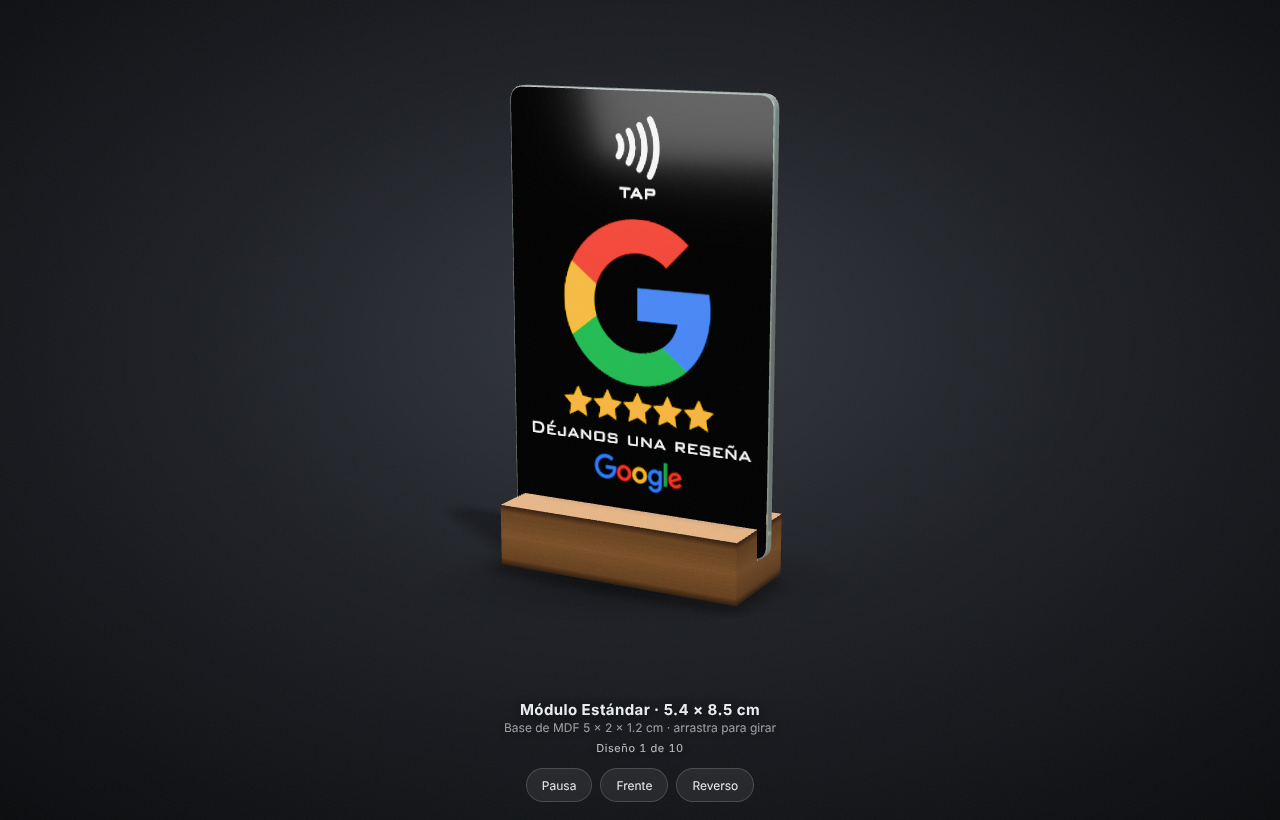 TAP
DÉJANOS UNA RESEÑA
Google
Módulo Estándar · 5.4 × 8.5 cm
Base de MDF 5 × 2 × 1.2 cm · arrastra para girar
Diseño 1 de 10
Pausa Frente Reverso